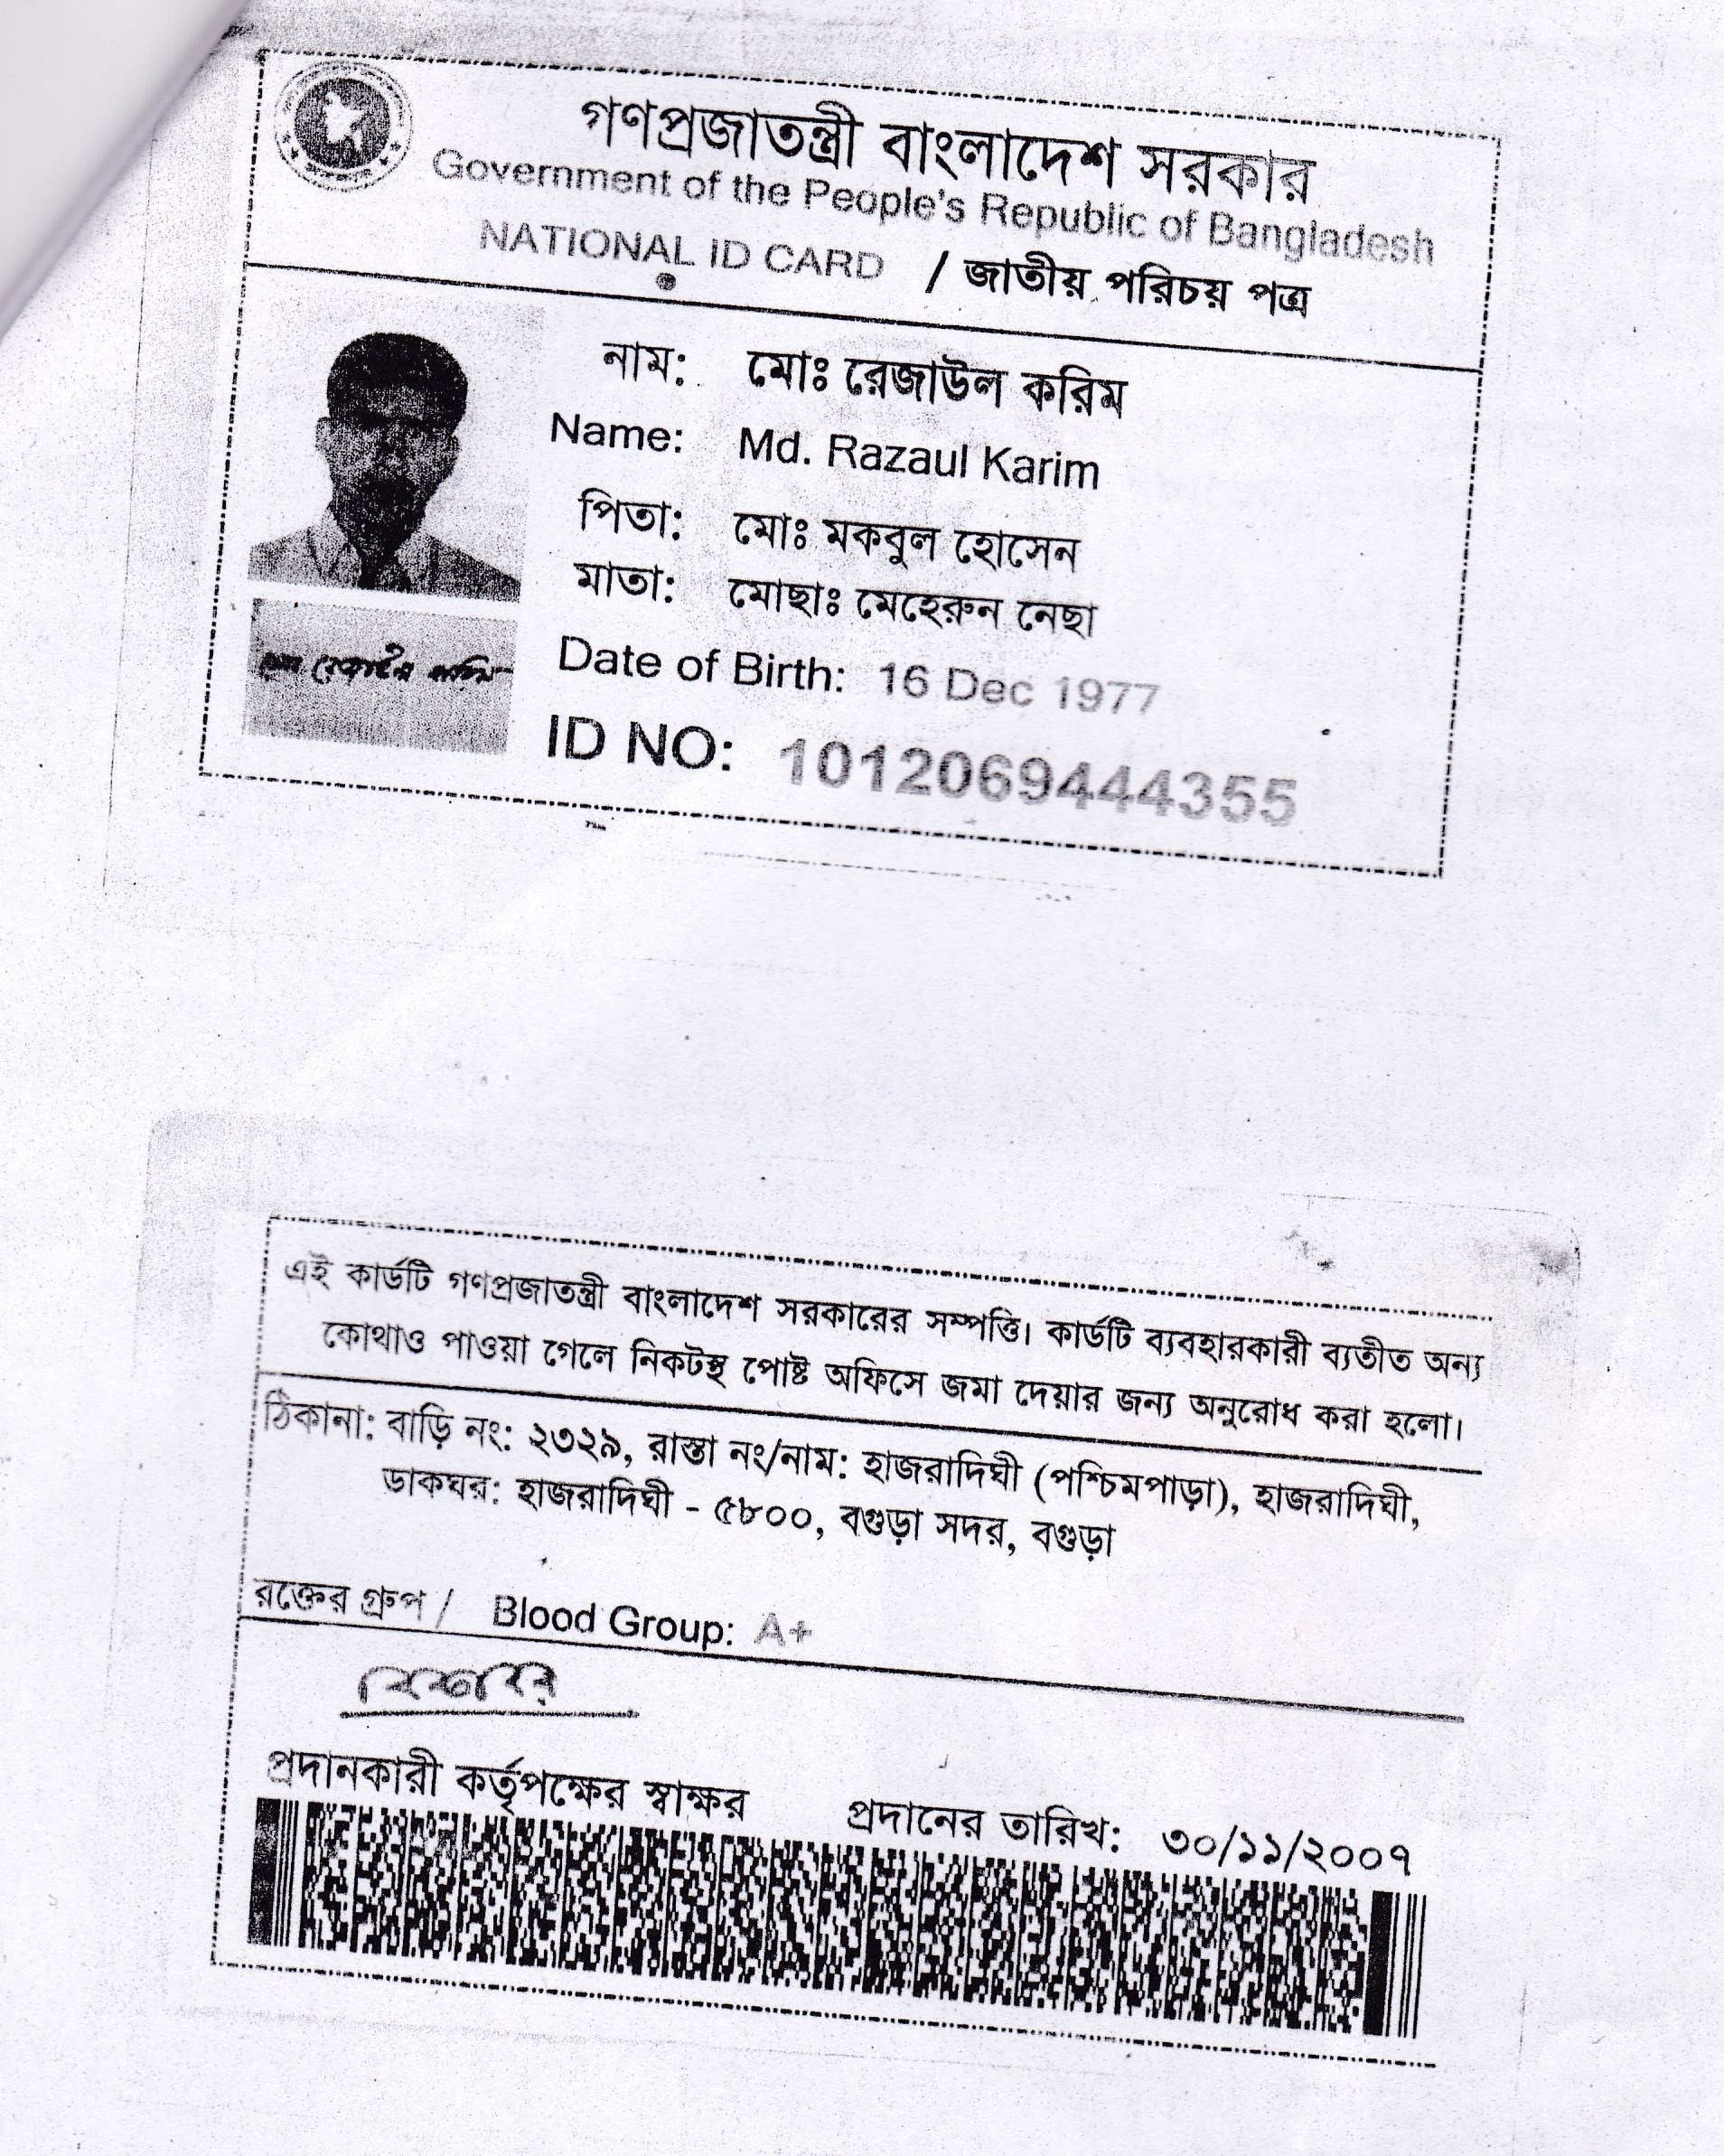 গণপ্রজাতন্ত্রী বাংলাদেশ সরকার
Government of the People's Republic of Bangladesh
NATIONAL ID CARD / জাতীয় পরিচয় পত্র
নাম: মোঃ রেজাউল করিম
Name: Md. Razaul Karim
পিতা: মোঃ মকবুল হোসেন
মাতা: মোছাঃ মেহেরুন নেছা
Date of Birth: 16 Dec 1977
ID NO: 1012069444355
এই কার্ডটি গণপ্রজাতন্ত্রী বাংলাদেশ সরকারের সম্পত্তি। কার্ডটি ব্যবহারকারী ব্যতীত অন্য
কোথাও পাওয়া গেলে নিকটস্থ পোষ্ট অফিসে জমা দেয়ার জন্য অনুরোধ করা হলো।
ঠিকানা: বাড়ি নং: ২৩২৯, রাস্তা নং/নাম: হাজরাদিঘী (পশ্চিমপাড়া), হাজরাদিঘী,
ডাকঘর: হাজরাদিঘী - ৫৮০০, বগুড়া সদর, বগুড়া
রক্তের গ্রুপ / Blood Group: A+
প্রদানকারী কর্তৃপক্ষের স্বাক্ষর প্রদানের তারিখ: ৩০/১১/২০০৭